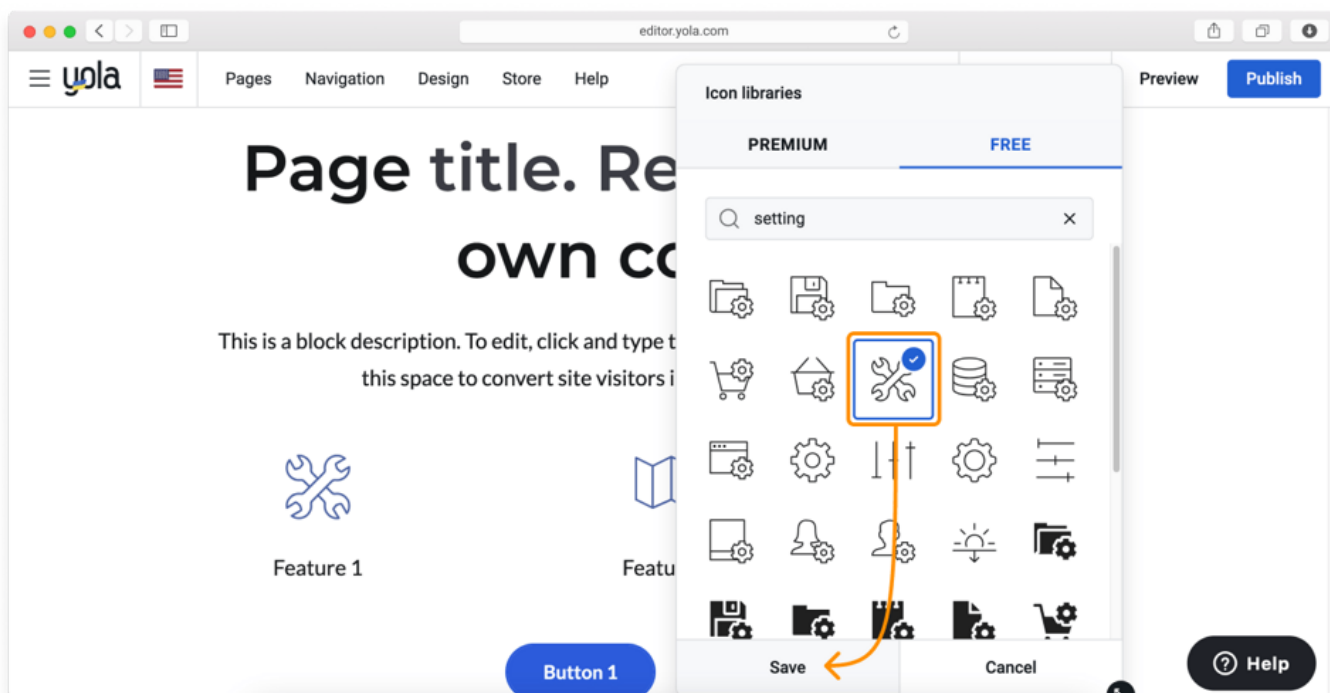 editor.yola.com
yola
Pages Navigation Design Store Help
Preview Publish
Icon libraries
PREMIUM FREE
setting
Page title. Re
own co
This is a block description. To edit, click and type t
this space to convert site visitors i
Feature 1
Featu
Button 1
Save Cancel
Help